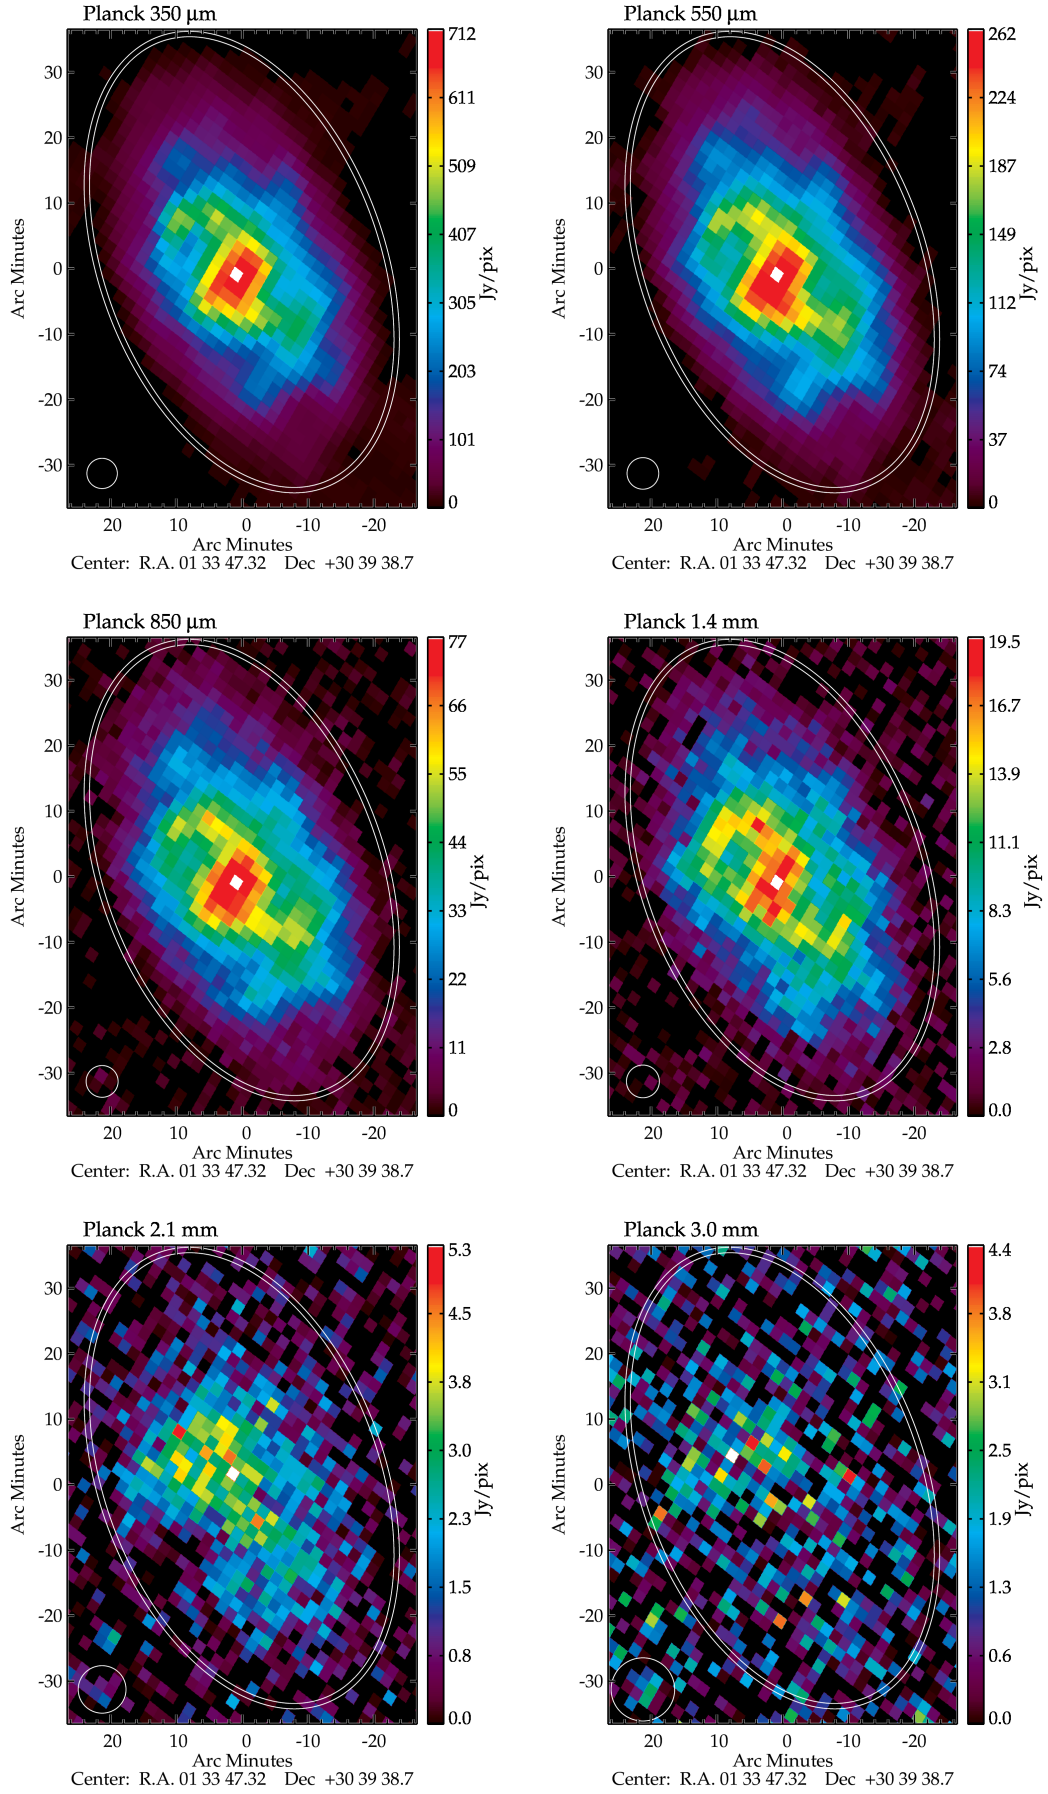 Planck 350 μm
Planck 550 μm
30
20
10
0
-10
-20
-30
Arc Minutes
20 10 0 -10 -20
Arc Minutes
Center: R.A. 01 33 47.32 Dec +30 39 38.7
712
611
509
407
305
203
101
0
Jy/pix
30
20
10
0
-10
-20
-30
Arc Minutes
20 10 0 -10 -20
Arc Minutes
Center: R.A. 01 33 47.32 Dec +30 39 38.7
262
224
187
149
112
74
37
0
Jy/pix
Planck 850 μm
Planck 1.4 mm
30
20
10
0
-10
-20
-30
Arc Minutes
20 10 0 -10 -20
Arc Minutes
Center: R.A. 01 33 47.32 Dec +30 39 38.7
77
66
55
44
33
22
11
0
Jy/pix
30
20
10
0
-10
-20
-30
Arc Minutes
20 10 0 -10 -20
Arc Minutes
Center: R.A. 01 33 47.32 Dec +30 39 38.7
19.5
16.7
13.9
11.1
8.3
5.6
2.8
0.0
Jy/pix
Planck 2.1 mm
Planck 3.0 mm
30
20
10
0
-10
-20
-30
Arc Minutes
20 10 0 -10 -20
Arc Minutes
Center: R.A. 01 33 47.32 Dec +30 39 38.7
5.3
4.5
3.8
3.0
2.3
1.5
0.8
0.0
Jy/pix
30
20
10
0
-10
-20
-30
Arc Minutes
20 10 0 -10 -20
Arc Minutes
Center: R.A. 01 33 47.32 Dec +30 39 38.7
4.4
3.8
3.1
2.5
1.9
1.3
0.6
0.0
Jy/pix